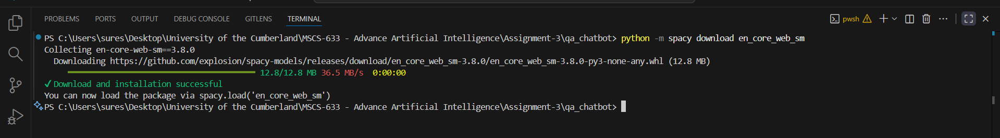 PROBLEMS PORTS OUTPUT DEBUG CONSOLE GITLENS TERMINAL pwsh
PS C:\Users\sures\Desktop\University of the Cumberland\MSCS-633 - Advance Artificial Intelligence\Assignment-3\qa_chatbot> python -m spacy download en_core_web_sm
Collecting en-core-web-sm==3.8.0
Downloading https://github.com/explosion/spacy-models/releases/download/en_core_web_sm-3.8.0/en_core_web_sm-3.8.0-py3-none-any.whl (12.8 MB)
12.8/12.8 MB 36.5 MB/s 0:00:00
✓ Download and installation successful
You can now load the package via spacy.load('en_core_web_sm')
PS C:\Users\sures\Desktop\University of the Cumberland\MSCS-633 - Advance Artificial Intelligence\Assignment-3\qa_chatbot>